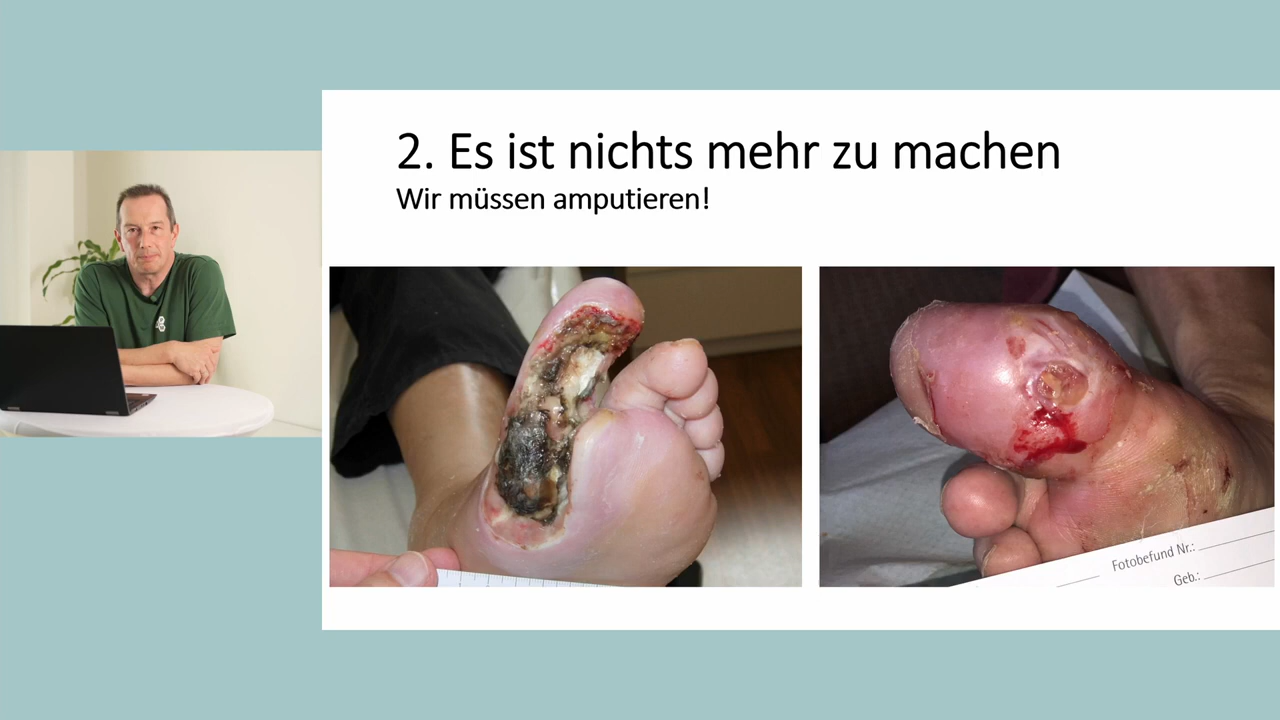 2. Es ist nichts mehr zu machen
Wir müssen amputieren!
Fotobefund Nr.:
Geb.: